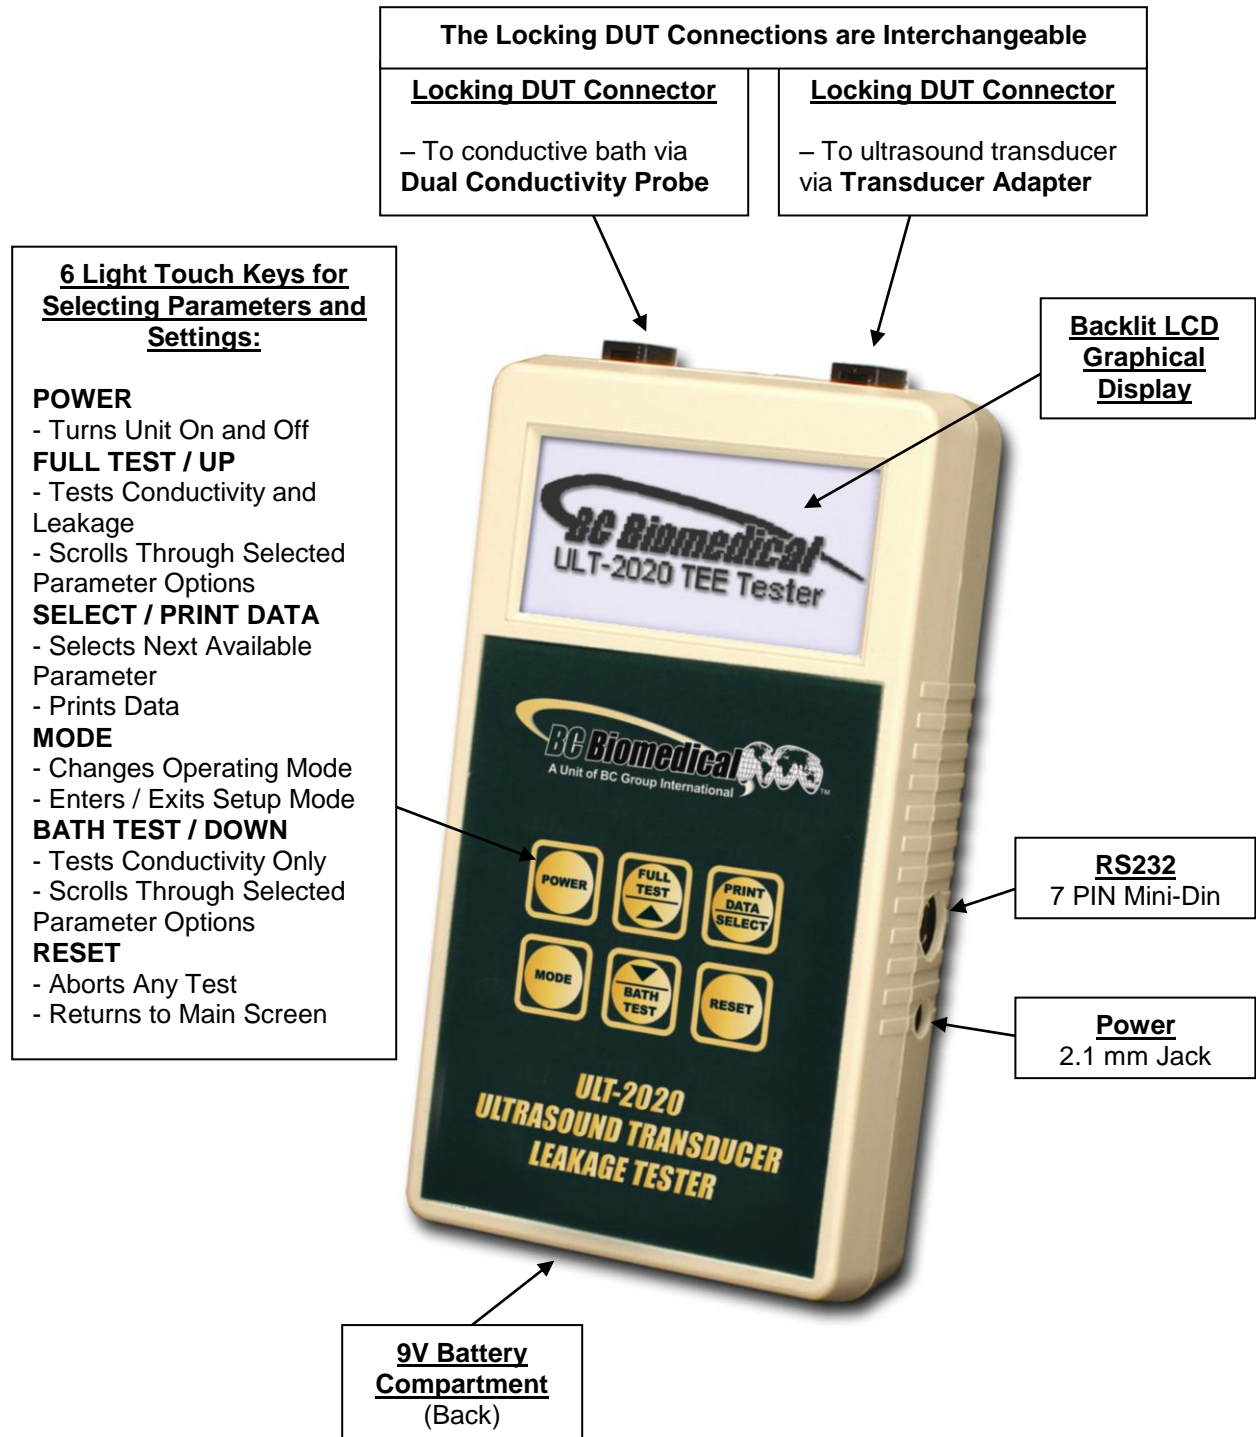 The Locking DUT Connections are Interchangeable
Locking DUT Connector
– To conductive bath via
Dual Conductivity Probe
Locking DUT Connector
– To ultrasound transducer
via Transducer Adapter
6 Light Touch Keys for
Selecting Parameters and
Settings:
POWER
- Turns Unit On and Off
FULL TEST / UP
- Tests Conductivity and
Leakage
- Scrolls Through Selected
Parameter Options
SELECT / PRINT DATA
- Selects Next Available
Parameter
- Prints Data
MODE
- Changes Operating Mode
- Enters / Exits Setup Mode
BATH TEST / DOWN
- Tests Conductivity Only
- Scrolls Through Selected
Parameter Options
RESET
- Aborts Any Test
- Returns to Main Screen
Backlit LCD
Graphical
Display
BC Biomedical
ULT-2020 TEE Tester
BC Biomedical
A Unit of BC Group International
TM
POWER
FULL
TEST
PRINT
DATA
SELECT
MODE
BATH
TEST
RESET
ULT-2020
ULTRASOUND TRANSDUCER
LEAKAGE TESTER
RS232
7 PIN Mini-Din
Power
2.1 mm Jack
9V Battery
Compartment
(Back)